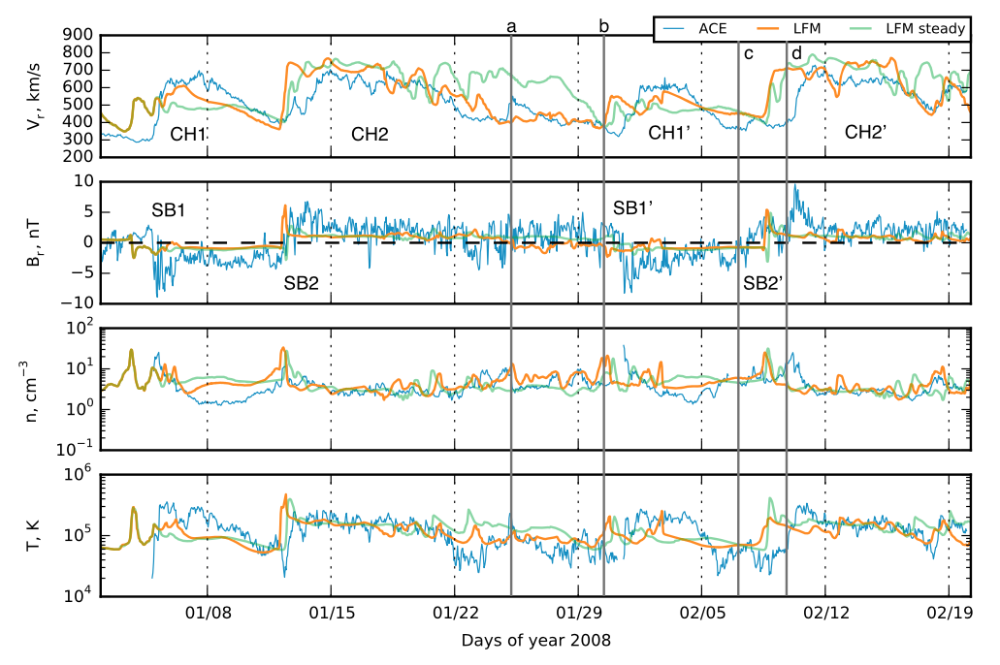 a b
ACE LFM LFM steady
c d
900
800
700
600
500
400
300
200
Vr, km/s
CH1 CH2 CH1’ CH2’
10
5
0
−5
−10
Br, nT
SB1 SB1’
SB2 SB2’
10^2
10^1
10^0
10^−1
n, cm^−3
10^6
10^5
10^4
T, K
01/08 01/15 01/22 01/29 02/05 02/12 02/19
Days of year 2008